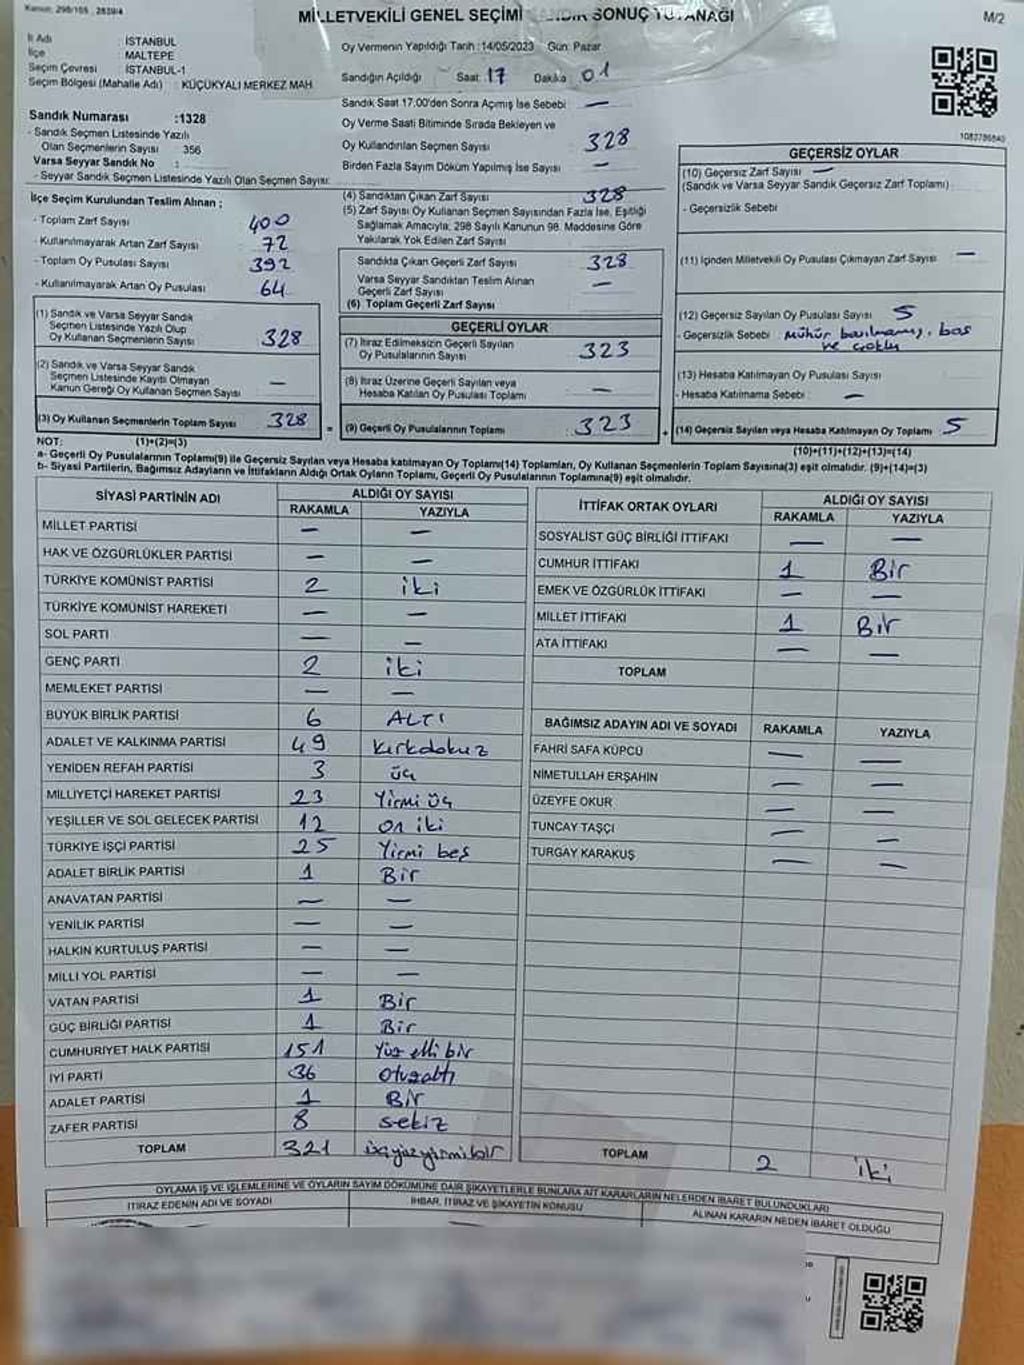 Kanun: 298/105 , 2839/4
MİLLETVEKİLİ GENEL SEÇİMİ SANDIK SONUÇ TUTANAĞI
M/2
İl Adı : İSTANBUL
İlçe : MALTEPE
Seçim Çevresi : İSTANBUL-1
Seçim Bölgesi (Mahalle Adı) : KÜÇÜKYALI MERKEZ MAH.
Sandık Numarası :1328
- Sandık Seçmen Listesinde Yazılı
Olan Seçmenlerin Sayısı 356
Varsa Seyyar Sandık No :
- Seyyar Sandık Seçmen Listesinde Yazılı Olan Seçmen Sayısı:
İlçe Seçim Kurulundan Teslim Alınan ;
- Toplam Zarf Sayısı 400
- Kullanılmayarak Artan Zarf Sayısı 72
- Toplam Oy Pusulası Sayısı 392
- Kullanılmayarak Artan Oy Pusulası 64
(1) Sandık ve Varsa Seyyar Sandık
Seçmen Listesinde Yazılı Olup
Oy Kullanan Seçmenlerin Sayısı 328
(2) Sandık ve Varsa Seyyar Sandık
Seçmen Listesinde Kayıtlı Olmayan
Kanun Gereği Oy Kullanan Seçmen Sayısı —
(3) Oy Kullanan Seçmenlerin Toplam Sayısı 328
Oy Vermenin Yapıldığı Tarih :14/05/2023 Gün: Pazar
Sandığın Açıldığı Saat: 17 Dakika : 01
Sandık Saat 17.00'den Sonra Açımış İse Sebebi : —
Oy Verme Saati Bitiminde Sırada Bekleyen ve
Oy Kullandırılan Seçmen Sayısı 328
Birden Fazla Sayım Döküm Yapılmış İse Sayısı —
(4) Sandıktan Çıkan Zarf Sayısı 328
(5) Zarf Sayısı Oy Kullanan Seçmen Sayısından Fazla İse, Eşitliği
Sağlamak Amacıyla, 298 Sayılı Kanunun 98. Maddesine Göre
Yakılarak Yok Edilen Zarf Sayısı
Sandıkta Çıkan Geçerli Zarf Sayısı 328
Varsa Seyyar Sandıktan Teslim Alınan
Geçerli Zarf Sayısı —
(6) Toplam Geçerli Zarf Sayısı
GEÇERLİ OYLAR
(7) İtiraz Edilmeksizin Geçerli Sayılan
Oy Pusulalarının Sayısı 323
(8) İtiraz Üzerine Geçerli Sayılan veya
Hesaba Katılan Oy Pusulası Toplamı —
= (9) Geçerli Oy Pusulalarının Toplamı 323
1082786840
GEÇERSİZ OYLAR
(10) Geçersiz Zarf Sayısı —
(Sandık ve Varsa Seyyar Sandık Geçersiz Zarf Toplamı)
- Geçersizlik Sebebi
(11) İçinden Milletvekili Oy Pusulası Çıkmayan Zarf Sayısı —
(12) Geçersiz Sayılan Oy Pusulası Sayısı 5
- Geçersizlik Sebebi mühür basılmamış, boş
ve çoklu
(13) Hesaba Katılmayan Oy Pusulası Sayısı
- Hesaba Katılmama Sebebi : —
+ (14) Geçersiz Sayılan veya Hesaba Katılmayan Oy Toplamı 5
NOT: (1)+(2)=(3)
(10)+(11)+(12)+(13)=(14)
a- Geçerli Oy Pusulalarının Toplamı(9) ile Geçersiz Sayılan veya Hesaba katılmayan Oy Toplamı(14) Toplamları, Oy Kullanan Seçmenlerin Toplam Sayısına(3) eşit olmalıdır. (9)+(14)=(3)
b- Siyasi Partilerin, Bağımsız Adayların ve İttifakların Aldığı Ortak Oyların Toplamı, Geçerli Oy Pusulalarının Toplamına(9) eşit olmalıdır.
SİYASİ PARTİNİN ADI ALDIĞI OY SAYISI
RAKAMLA YAZIYLA
MİLLET PARTİSİ — —
HAK VE ÖZGÜRLÜKLER PARTİSİ — —
TÜRKİYE KOMÜNİST PARTİSİ 2 iki
TÜRKİYE KOMÜNİST HAREKETİ — —
SOL PARTİ — —
GENÇ PARTİ 2 iki
MEMLEKET PARTİSİ — —
BÜYÜK BİRLİK PARTİSİ 6 ALTI
ADALET VE KALKINMA PARTİSİ 49 Kırkdokuz
YENİDEN REFAH PARTİSİ 3 üç
MİLLİYETÇİ HAREKET PARTİSİ 23 Yirmi üç
YEŞİLLER VE SOL GELECEK PARTİSİ 12 on iki
TÜRKİYE İŞÇİ PARTİSİ 25 Yirmi beş
ADALET BİRLİK PARTİSİ 1 Bir
ANAVATAN PARTİSİ — —
YENİLİK PARTİSİ — —
HALKIN KURTULUŞ PARTİSİ — —
MİLLİ YOL PARTİSİ — —
VATAN PARTİSİ 1 Bir
GÜÇ BİRLİĞİ PARTİSİ 1 Bir
CUMHURİYET HALK PARTİSİ 151 Yüz elli bir
İYİ PARTİ 36 Otuzaltı
ADALET PARTİSİ 1 Bir
ZAFER PARTİSİ 8 sekiz
TOPLAM 321 üçyüzyirmibir
İTTİFAK ORTAK OYLARI ALDIĞI OY SAYISI
RAKAMLA YAZIYLA
SOSYALİST GÜÇ BİRLİĞİ İTTİFAKI — —
CUMHUR İTTİFAKI 1 Bir
EMEK VE ÖZGÜRLÜK İTTİFAKI — —
MİLLET İTTİFAKI 1 Bir
ATA İTTİFAKI — —
TOPLAM
BAĞIMSIZ ADAYIN ADI VE SOYADI RAKAMLA YAZIYLA
FAHRİ SAFA KÜPCÜ — —
NİMETULLAH ERŞAHİN — —
ÜZEYFE OKUR — —
TUNCAY TAŞÇI — —
TURGAY KARAKUŞ — —
TOPLAM 2 iki
OYLAMA İŞ VE İŞLEMLERİNE VE OYLARIN SAYIM DÖKÜMÜNE DAİR ŞİKAYETLERLE BUNLARA AİT KARARLARIN NELERDEN İBARET BULUNDUKLARI
İTİRAZ EDENİN ADI VE SOYADI İHBAR, İTİRAZ VE ŞİKAYETİN KONUSU ALINAN KARARIN NEDEN İBARET OLDUĞU